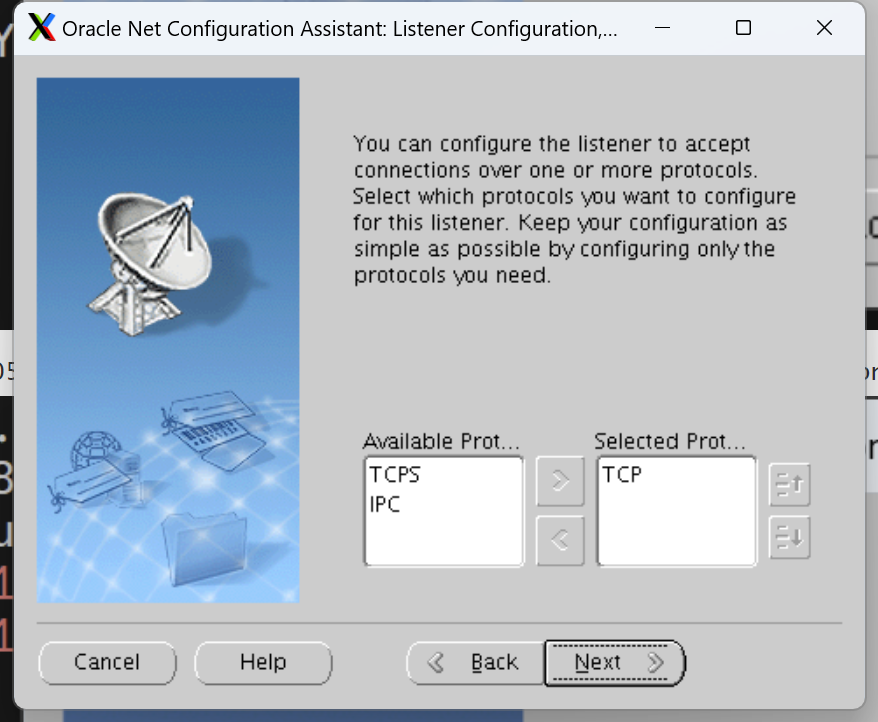 Oracle Net Configuration Assistant: Listener Configuration,...
You can configure the listener to accept
connections over one or more protocols.
Select which protocols you want to configure
for this listener. Keep your configuration as
simple as possible by configuring only the
protocols you need.
Available Prot... Selected Prot...
TCPS TCP
IPC
Cancel Help Back Next